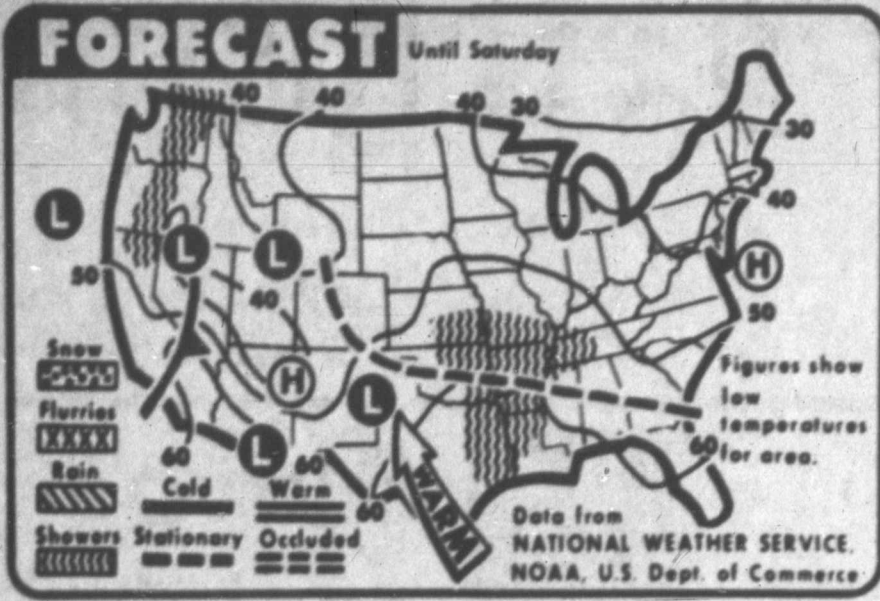 FORECAST Until Saturday
40 40 40 30
30
L
40
L L H
50 40
50
Snow H Figures show
L low
Flurries temperatures
60 L 60 60 for area.
Rain Cold Warm 60 WARM
Data from
Showers Stationary Occluded NATIONAL WEATHER SERVICE,
NOAA, U.S. Dept. of Commerce